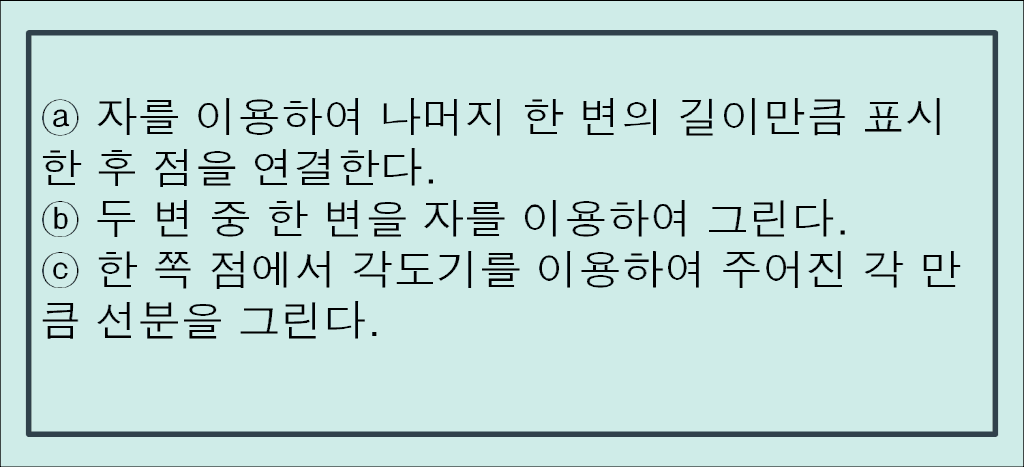 ⓐ 자를 이용하여 나머지 한 변의 길이만큼 표시
한 후 점을 연결한다.
ⓑ 두 변 중 한 변을 자를 이용하여 그린다.
ⓒ 한 쪽 점에서 각도기를 이용하여 주어진 각 만
큼 선분을 그린다.